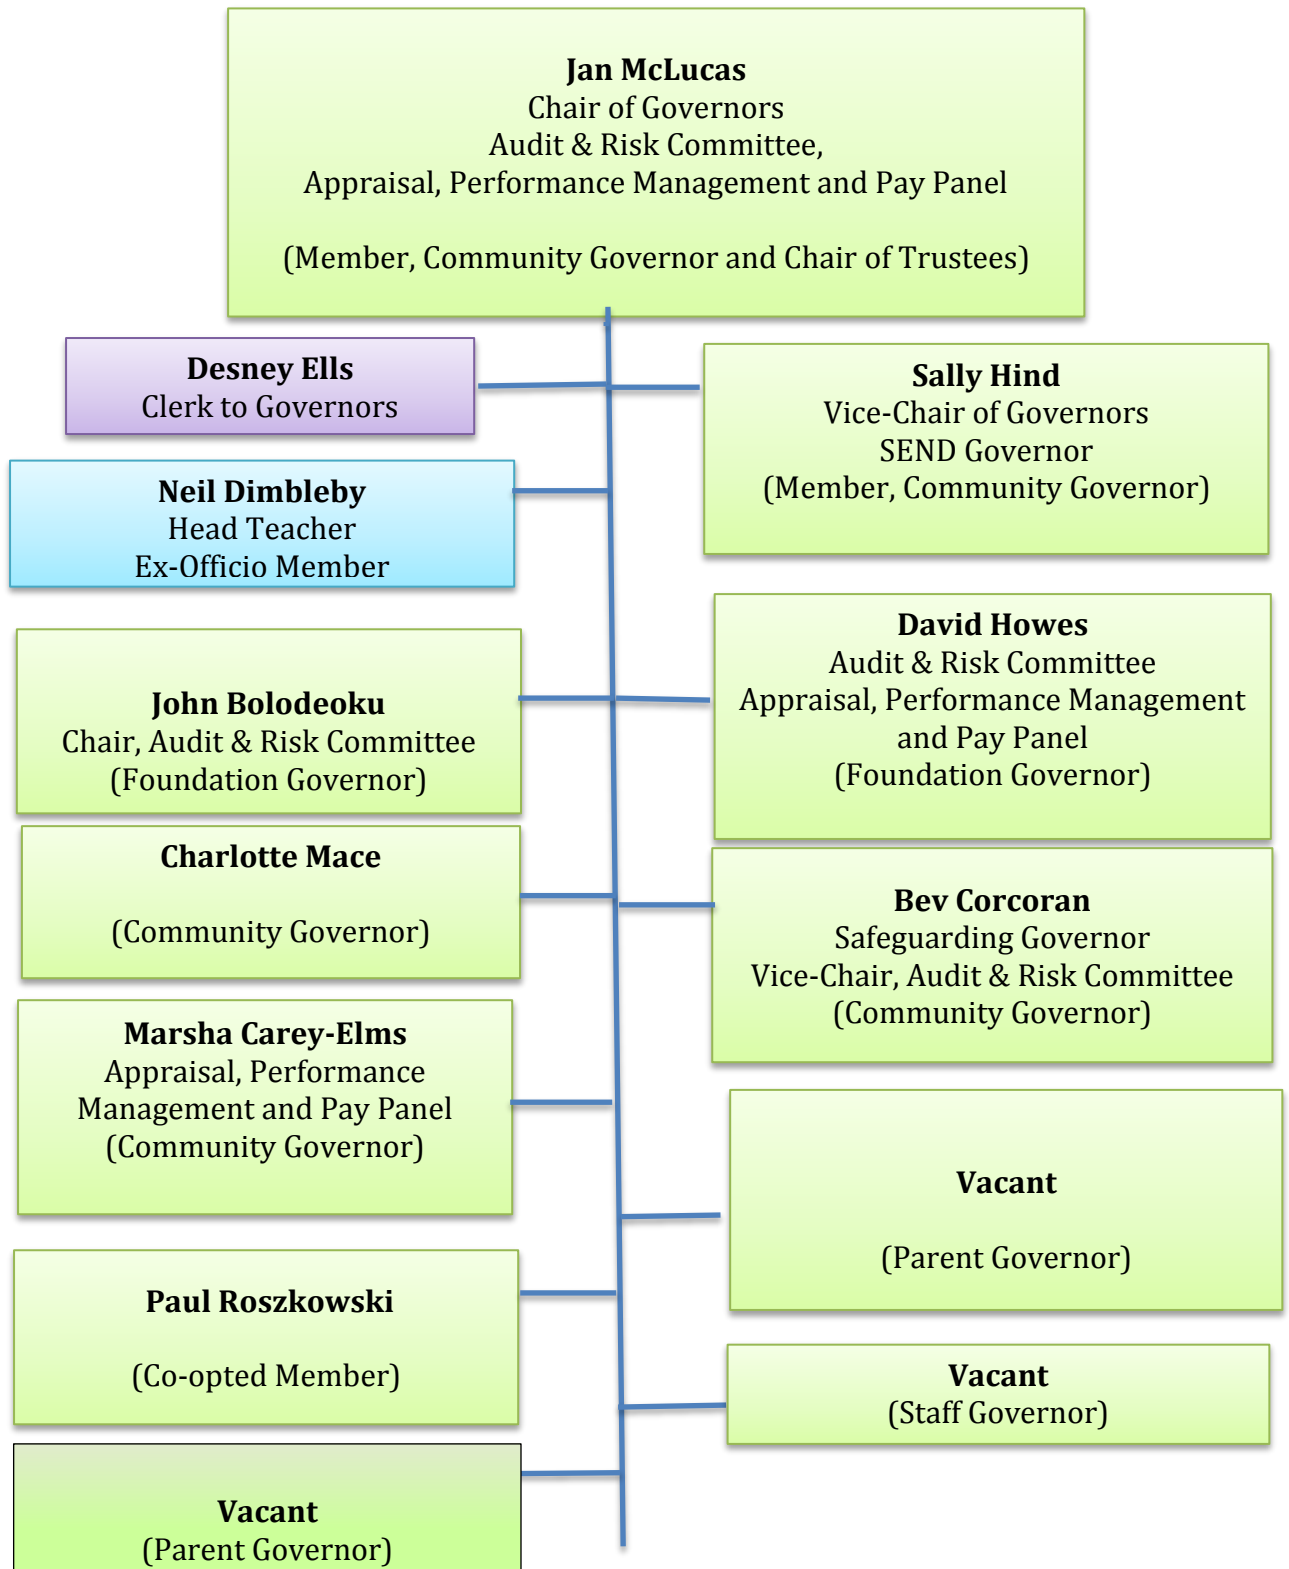 Jan McLucas
Chair of Governors
Audit & Risk Committee,
Appraisal, Performance Management and Pay Panel
(Member, Community Governor and Chair of Trustees)
Desney Ells
Clerk to Governors
Sally Hind
Vice-Chair of Governors
SEND Governor
(Member, Community Governor)
Neil Dimbleby
Head Teacher
Ex-Officio Member
David Howes
Audit & Risk Committee
Appraisal, Performance Management
and Pay Panel
(Foundation Governor)
John Bolodeoku
Chair, Audit & Risk Committee
(Foundation Governor)
Charlotte Mace
(Community Governor)
Bev Corcoran
Safeguarding Governor
Vice-Chair, Audit & Risk Committee
(Community Governor)
Marsha Carey-Elms
Appraisal, Performance
Management and Pay Panel
(Community Governor)
Vacant
(Parent Governor)
Paul Roszkowski
(Co-opted Member)
Vacant
(Staff Governor)
Vacant
(Parent Governor)